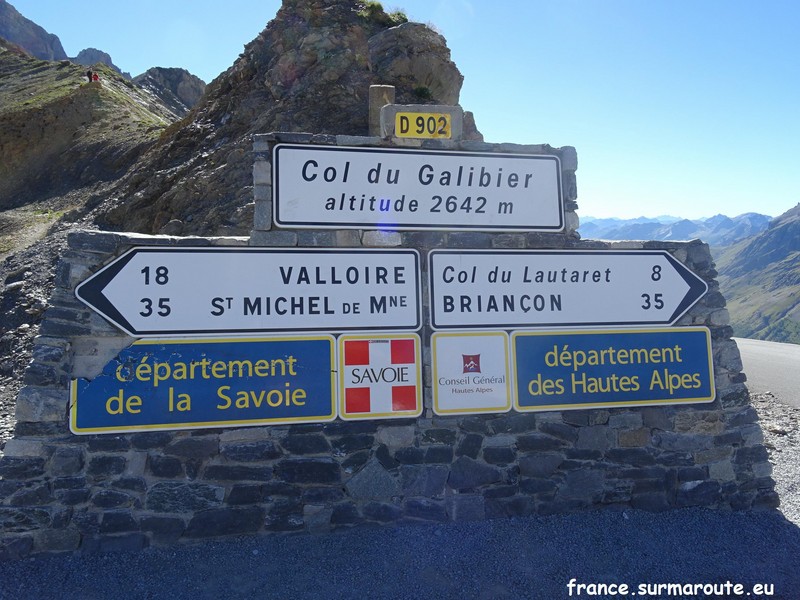 D 902
Col du Galibier
altitude 2642 m
18 VALLOIRE
35 ST MICHEL DE MNE
Col du Lautaret 8
BRIANÇON 35
département
de la Savoie
SAVOIE
Conseil Général
Hautes Alpes
département
des Hautes Alpes
france.surmaroute.eu